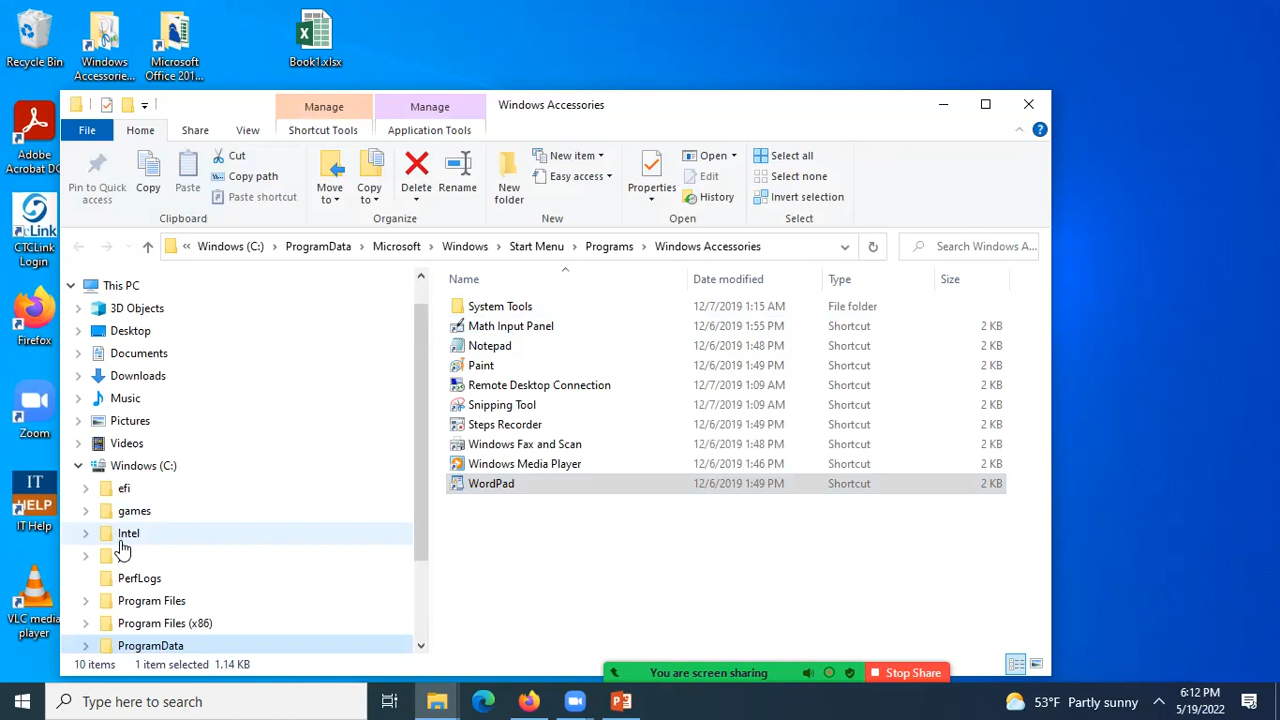 Recycle Bin
Windows
Accessorie...
Microsoft
Office 201...
Book1.xlsx
Adobe
Acrobat DC
CTCLink
Login
Firefox
Zoom
IT
HELP
IT Help
VLC media
player
Manage
Manage
Windows Accessories
File
Home
Share
View
Shortcut Tools
Application Tools
Pin to Quick
access
Copy
Paste
Cut
Copy path
Paste shortcut
Clipboard
Move
to
Copy
to
Delete
Rename
Organize
New
folder
New item
Easy access
New
Properties
Open
Edit
History
Open
Select all
Select none
Invert selection
Select
Windows (C:)
ProgramData
Microsoft
Windows
Start Menu
Programs
Windows Accessories
Search Windows A...
This PC
3D Objects
Desktop
Documents
Downloads
Music
Pictures
Videos
Windows (C:)
efi
games
Intel
PerfLogs
Program Files
Program Files (x86)
ProgramData
Name Date modified Type Size
System Tools 12/7/2019 1:15 AM File folder
Math Input Panel 12/6/2019 1:55 PM Shortcut 2 KB
Notepad 12/6/2019 1:48 PM Shortcut 2 KB
Paint 12/6/2019 1:49 PM Shortcut 2 KB
Remote Desktop Connection 12/7/2019 1:09 AM Shortcut 2 KB
Snipping Tool 12/7/2019 1:09 AM Shortcut 2 KB
Steps Recorder 12/6/2019 1:49 PM Shortcut 2 KB
Windows Fax and Scan 12/6/2019 1:48 PM Shortcut 2 KB
Windows Media Player 12/6/2019 1:46 PM Shortcut 2 KB
WordPad 12/6/2019 1:49 PM Shortcut 2 KB
10 items 1 item selected 1.14 KB
You are screen sharing
Stop Share
Type here to search
53°F Partly sunny
6:12 PM
5/19/2022